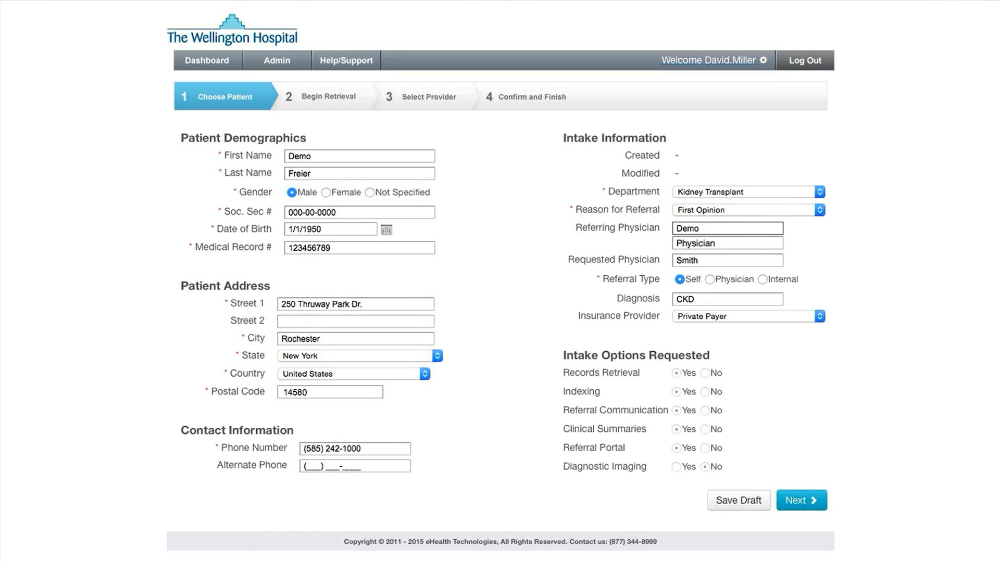 The Wellington Hospital
Dashboard Admin Help/Support Welcome David.Miller Log Out
1 Choose Patient 2 Begin Retrieval 3 Select Provider 4 Confirm and Finish
Patient Demographics
* First Name Demo
* Last Name Freier
* Gender Male Female Not Specified
* Soc. Sec # 000-00-0000
* Date of Birth 1/1/1950
* Medical Record # 123456789
Patient Address
* Street 1 250 Thruway Park Dr.
Street 2
* City Rochester
* State New York
* Country United States
* Postal Code 14580
Contact Information
* Phone Number (585) 242-1000
Alternate Phone (___) ___-____
Intake Information
Created -
Modified -
* Department Kidney Transplant
* Reason for Referral First Opinion
Referring Physician Demo
Physician
Requested Physician Smith
* Referral Type Self Physician Internal
Diagnosis CKD
Insurance Provider Private Payer
Intake Options Requested
Records Retrieval Yes No
Indexing Yes No
Referral Communication Yes No
Clinical Summaries Yes No
Referral Portal Yes No
Diagnostic Imaging Yes No
Save Draft Next
Copyright © 2011 - 2015 eHealth Technologies, All Rights Reserved. Contact us: (877) 344-8999